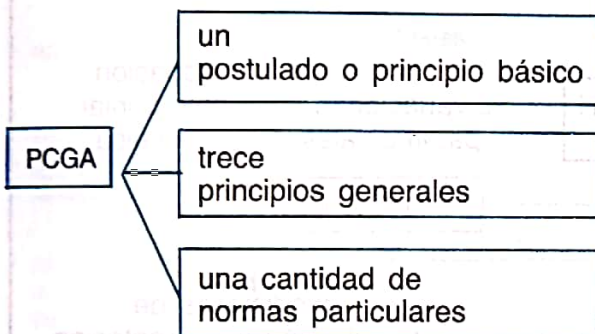 un
postulado o principio básico
PCGA
trece
principios generales
una cantidad de
normas particulares